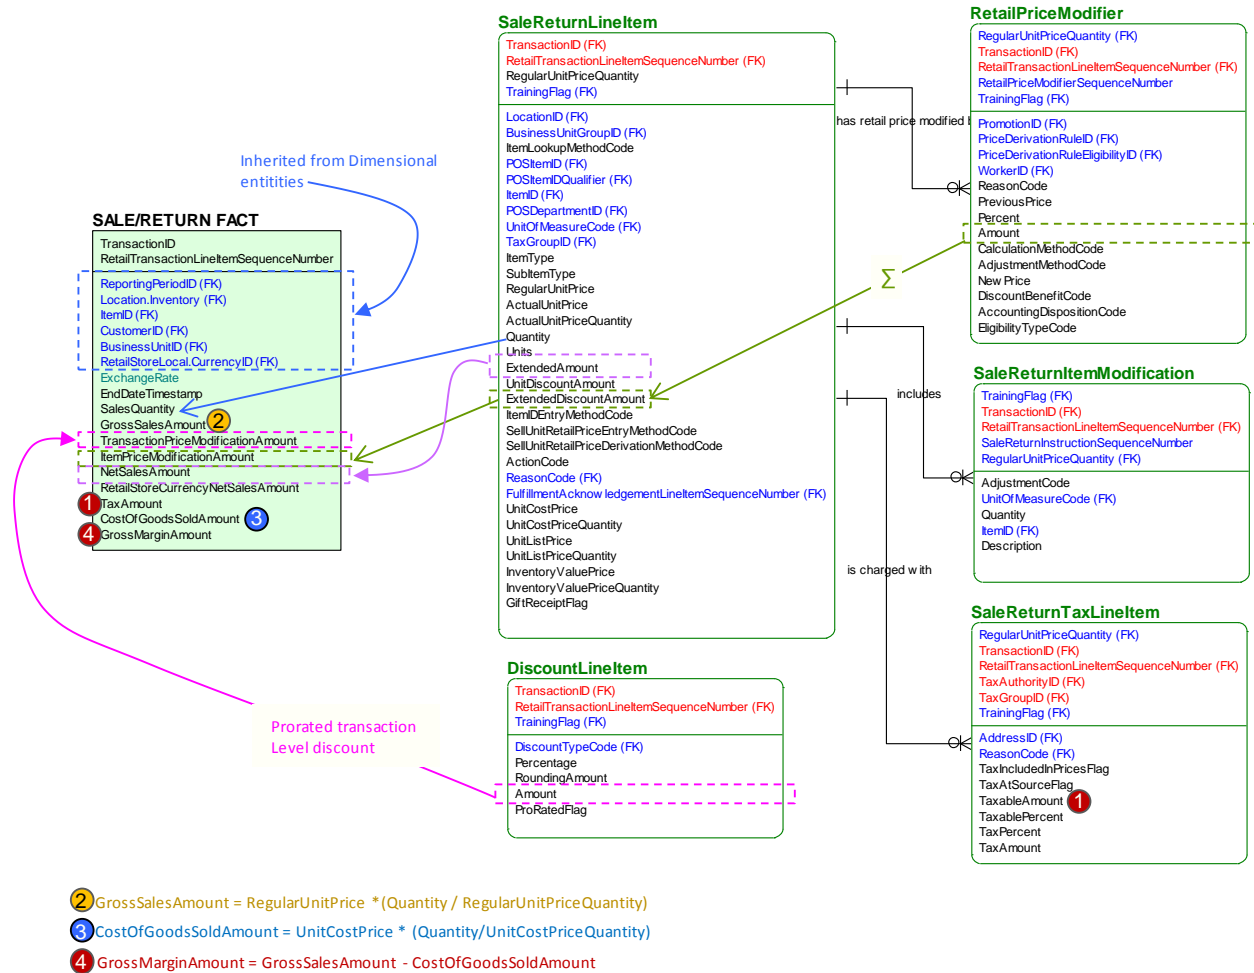 SaleReturnLineItem
TransactionID (FK)
RetailTransactionLineItemSequenceNumber (FK)
RegularUnitPriceQuantity
TrainingFlag (FK)
LocationID (FK)
BusinessUnitGroupID (FK)
ItemLookupMethodCode
POSItemID (FK)
POSItemIDQualifier (FK)
ItemID (FK)
POSDepartmentID (FK)
UnitOfMeasureCode (FK)
TaxGroupID (FK)
ItemType
SubItemType
RegularUnitPrice
ActualUnitPrice
ActualUnitPriceQuantity
Quantity
Units
ExtendedAmount
UnitDiscountAmount
ExtendedDiscountAmount
ItemIDEntryMethodCode
SellUnitRetailPriceEntryMethodCode
SellUnitRetailPriceDerivationMethodCode
ActionCode
ReasonCode (FK)
FulfillmentAcknowledgementLineItemSequenceNumber (FK)
UnitCostPrice
UnitCostPriceQuantity
UnitListPrice
UnitListPriceQuantity
InventoryValuePrice
InventoryValuePriceQuantity
GiftReceiptFlag
RetailPriceModifier
RegularUnitPriceQuantity (FK)
TransactionID (FK)
RetailTransactionLineItemSequenceNumber (FK)
RetailPriceModifierSequenceNumber
TrainingFlag (FK)
PromotionID (FK)
PriceDerivationRuleID (FK)
PriceDerivationRuleEligibilityID (FK)
WorkerID (FK)
ReasonCode
PreviousPrice
Percent
Amount
CalculationMethodCode
AdjustmentMethodCode
New Price
DiscountBenefitCode
AccountingDispositionCode
EligibilityTypeCode
has retail price modified b
Σ
includes
is charged with
Inherited from Dimensional
entitities
SALE/RETURN FACT
TransactionID
RetailTransactionLineItemSequenceNumber
ReportingPeriodID (FK)
Location.Inventory (FK)
ItemID (FK)
CustomerID (FK)
BusinessUnitID (FK)
RetailStoreLocal.CurrencyID (FK)
ExchangeRate
EndDateTimestamp
SalesQuantity
GrossSalesAmount 2
TransactionPriceModificationAmount
ItemPriceModificationAmount
NetSalesAmount
RetailStoreCurrencyNetSalesAmount
1 TaxAmount
CostOfGoodsSoldAmount 3
4 GrossMarginAmount
SaleReturnItemModification
TrainingFlag (FK)
TransactionID (FK)
RetailTransactionLineItemSequenceNumber (FK)
SaleReturnInstructionSequenceNumber
RegularUnitPriceQuantity (FK)
AdjustmentCode
UnitOfMeasureCode (FK)
Quantity
ItemID (FK)
Description
SaleReturnTaxLineItem
RegularUnitPriceQuantity (FK)
TransactionID (FK)
RetailTransactionLineItemSequenceNumber (FK)
TaxAuthorityID (FK)
TaxGroupID (FK)
TrainingFlag (FK)
AddressID (FK)
ReasonCode (FK)
TaxIncludedInPricesFlag
TaxAtSourceFlag
TaxableAmount 1
TaxablePercent
TaxPercent
TaxAmount
DiscountLineItem
TransactionID (FK)
RetailTransactionLineItemSequenceNumber (FK)
TrainingFlag (FK)
DiscountTypeCode (FK)
Percentage
RoundingAmount
Amount
ProRatedFlag
Prorated transaction
Level discount
2 GrossSalesAmount = RegularUnitPrice *(Quantity / RegularUnitPriceQuantity)
3 CostOfGoodsSoldAmount = UnitCostPrice * (Quantity/UnitCostPriceQuantity)
4 GrossMarginAmount = GrossSalesAmount - CostOfGoodsSoldAmount